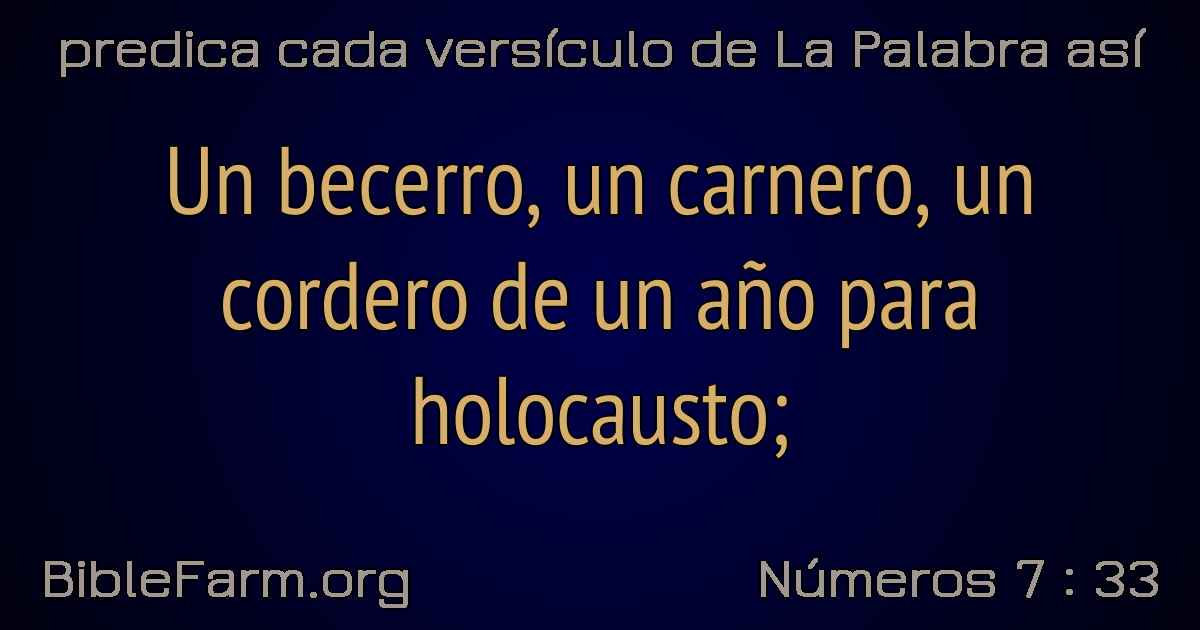 predica cada versículo de La Palabra así
Un becerro, un carnero, un
cordero de un año para
holocausto;
BibleFarm.org
Números 7 : 33